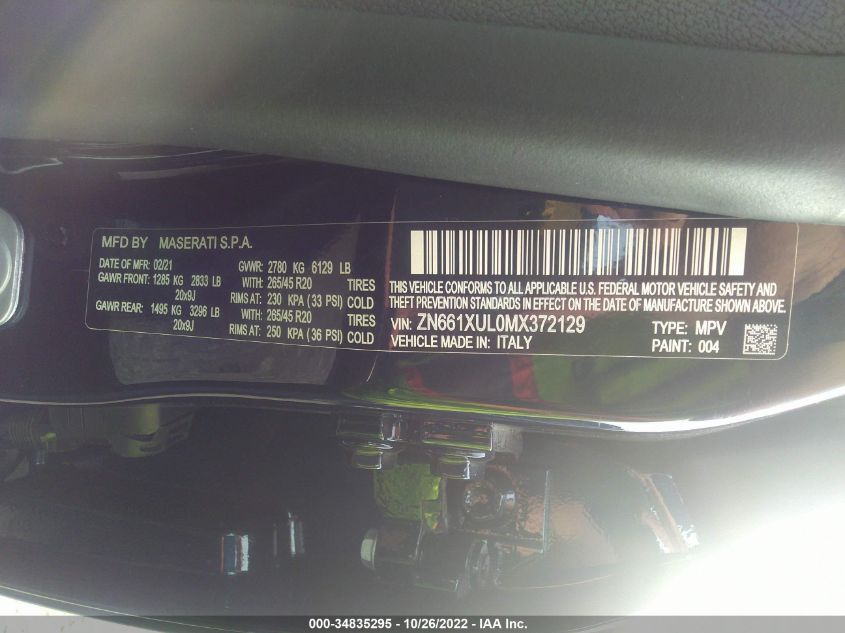 MFD BY MASERATI S.P.A.
DATE OF MFR: 02/21 GVWR: 2780 KG 6129 LB
GAWR FRONT: 1285 KG 2833 LB WITH: 265/45 R20 TIRES
20x9J RIMS AT: 230 KPA (33 PSI) COLD
GAWR REAR: 1495 KG 3296 LB WITH: 265/45 R20 TIRES
20x9J RIMS AT: 250 KPA (36 PSI) COLD
THIS VEHICLE CONFORMS TO ALL APPLICABLE U.S. FEDERAL MOTOR VEHICLE SAFETY AND
THEFT PREVENTION STANDARDS IN EFFECT ON THE DATE OF MANUFACTURE SHOWN ABOVE.
VIN: ZN661XUL0MX372129 TYPE: MPV
VEHICLE MADE IN: ITALY PAINT: 004
000-34835295 - 10/26/2022 - IAA Inc.